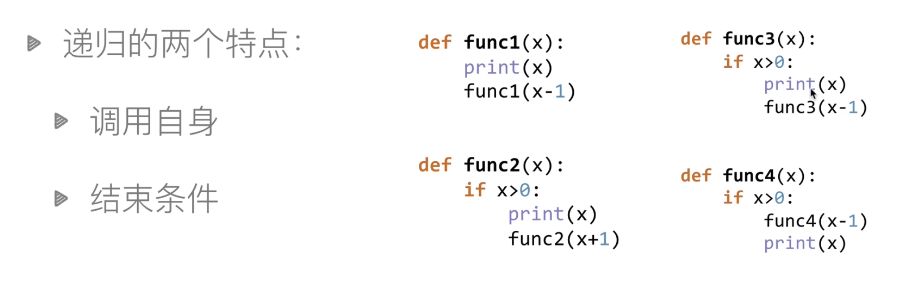 递归的两个特点：
调用自身
结束条件
def func1(x):
    print(x)
    func1(x-1)
def func2(x):
    if x>0:
        print(x)
        func2(x+1)
def func3(x):
    if x>0:
        print(x)
        func3(x-1)
def func4(x):
    if x>0:
        func4(x-1)
        print(x)